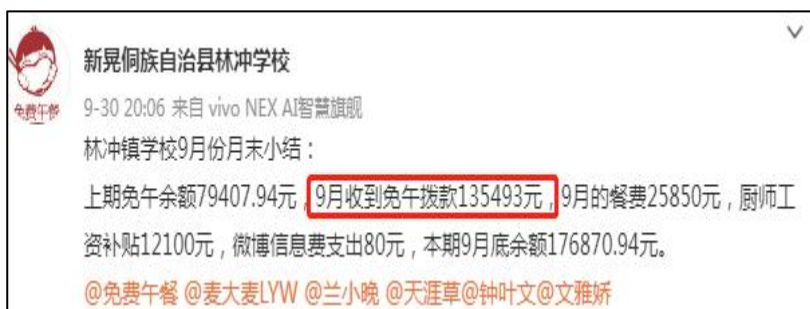 新晃侗族自治县林冲学校
免费午餐
9-30 20:06 来自 vivo NEX AI智慧旗舰
林冲镇学校9月份月末小结：
上期免午余额79407.94元，9月收到免午拨款135493元，9月的餐费25850元，厨师工
资补贴12100元，微博信息费支出80元，本期9月底余额176870.94元。
@免费午餐 @麦大麦LYW @兰小晚 @天涯草@钟叶文@文雅娇